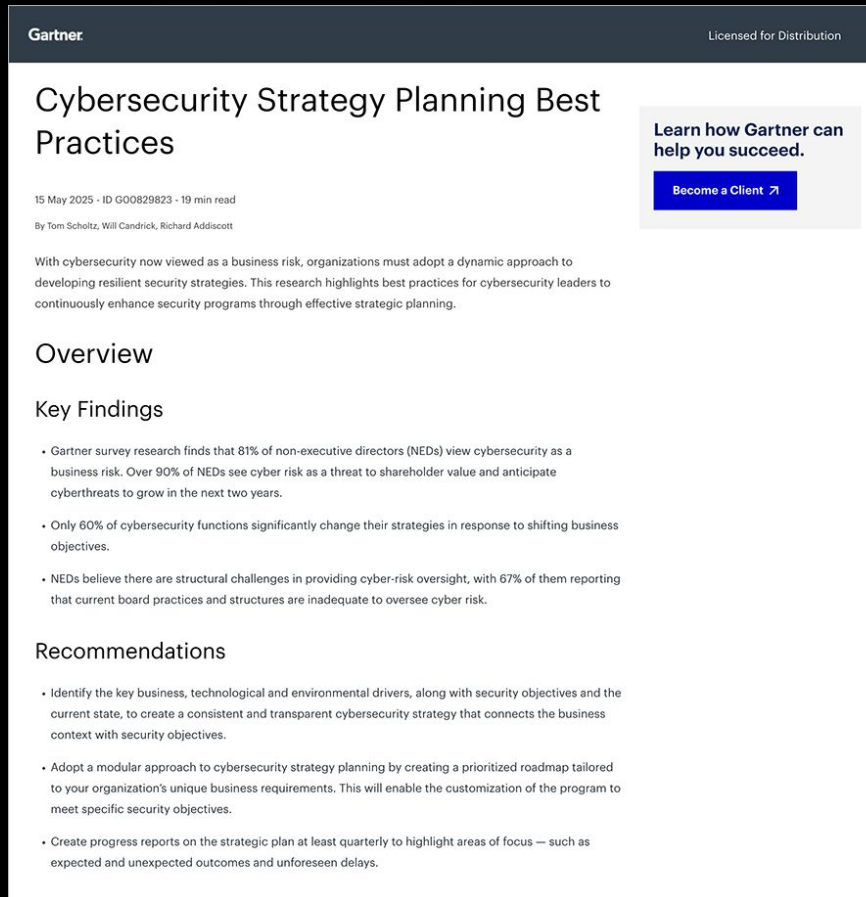 Gartner
Licensed for Distribution
Cybersecurity Strategy Planning Best
Practices
15 May 2025 - ID G00829823 - 19 min read
By Tom Scholtz, Will Candrick, Richard Addiscott
With cybersecurity now viewed as a business risk, organizations must adopt a dynamic approach to
developing resilient security strategies. This research highlights best practices for cybersecurity leaders to
continuously enhance security programs through effective strategic planning.
Overview
Key Findings
• Gartner survey research finds that 81% of non-executive directors (NEDs) view cybersecurity as a
business risk. Over 90% of NEDs see cyber risk as a threat to shareholder value and anticipate
cyberthreats to grow in the next two years.
• Only 60% of cybersecurity functions significantly change their strategies in response to shifting business
objectives.
• NEDs believe there are structural challenges in providing cyber-risk oversight, with 67% of them reporting
that current board practices and structures are inadequate to oversee cyber risk.
Recommendations
• Identify the key business, technological and environmental drivers, along with security objectives and the
current state, to create a consistent and transparent cybersecurity strategy that connects the business
context with security objectives.
• Adopt a modular approach to cybersecurity strategy planning by creating a prioritized roadmap tailored
to your organization's unique business requirements. This will enable the customization of the program to
meet specific security objectives.
• Create progress reports on the strategic plan at least quarterly to highlight areas of focus — such as
expected and unexpected outcomes and unforeseen delays.
Learn how Gartner can
help you succeed.
Become a Client